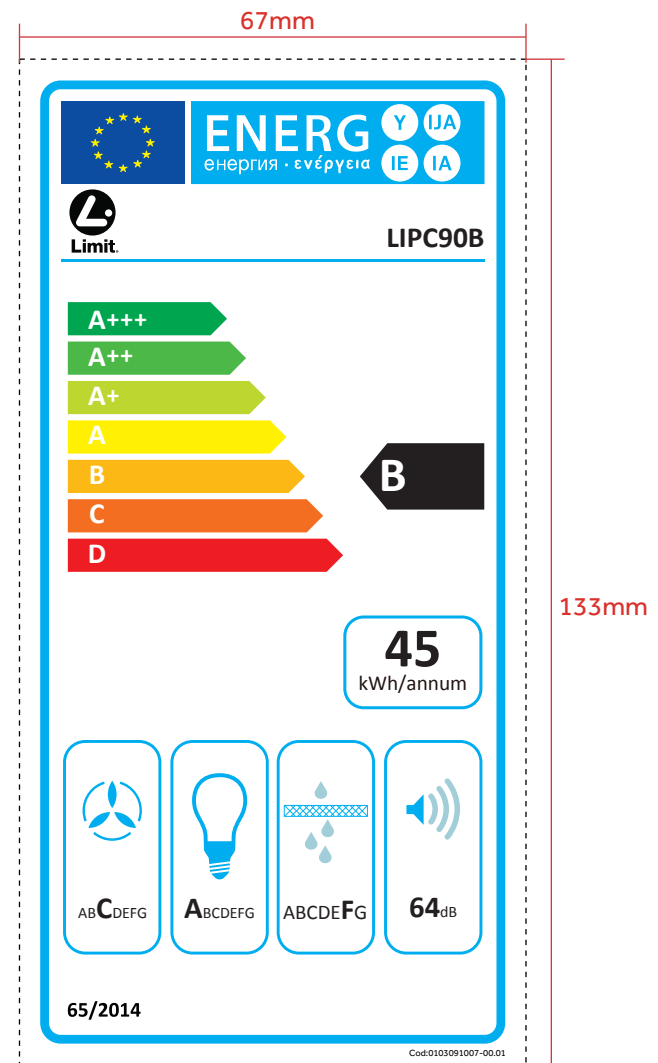 67mm
ENERG
енергия · ενέργεια
Y IJA
IE IA
Limit.
LIPC90B
A+++
A++
A+
A
B
B
C
D
133mm
45
kWh/annum
ABCDEFG
ABCDEFG
ABCDEFG
64dB
65/2014
Cod:0103091007-00.01